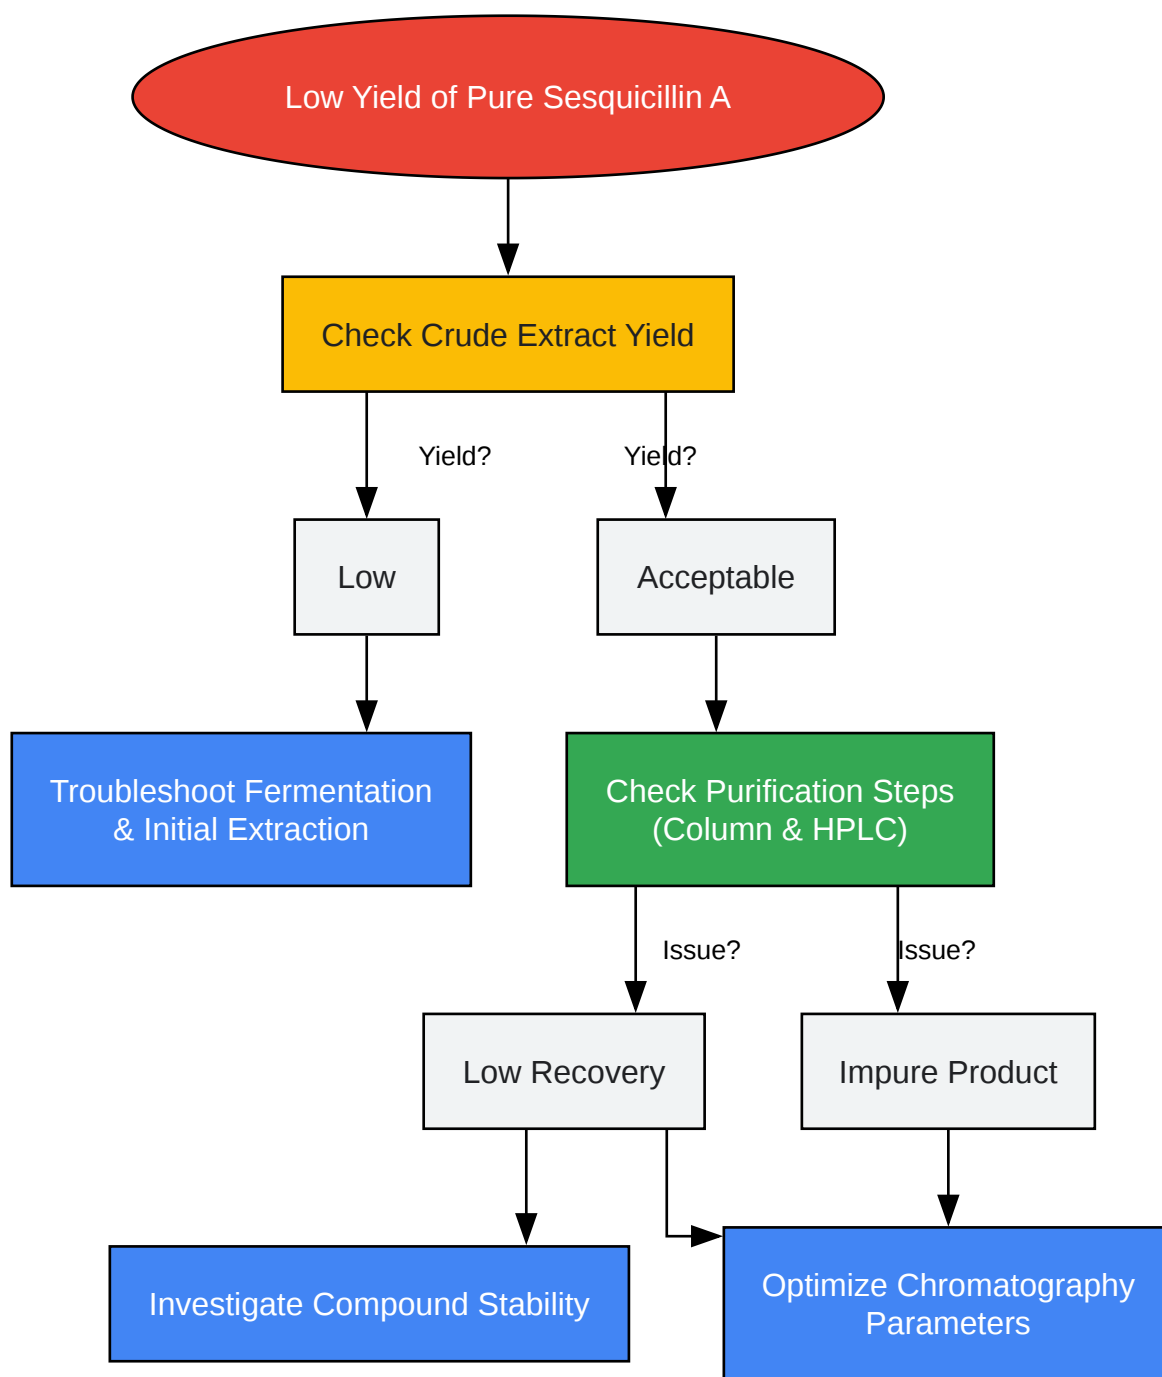 Low Yield of Pure Sesquicillin A
Check Crude Extract Yield
Yield?
Yield?
Low
Acceptable
Troubleshoot Fermentation
& Initial Extraction
Check Purification Steps
(Column & HPLC)
Issue?
Issue?
Low Recovery
Impure Product
Investigate Compound Stability
Optimize Chromatography
Parameters